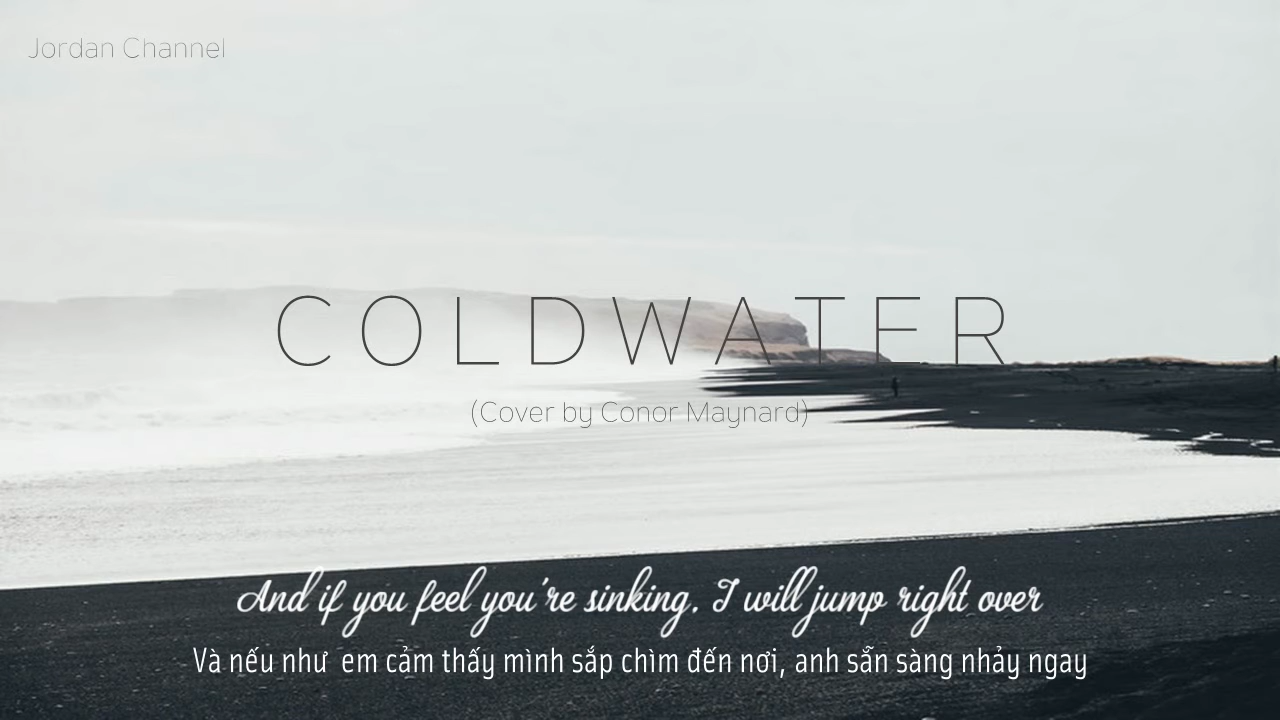 Jordan Channel
COLDWATER
(Cover by Conor Maynard)
And if you feel you're sinking, I will jump right over
Và nếu như em cảm thấy mình sắp chìm đến nơi, anh sẵn sàng nhảy ngay